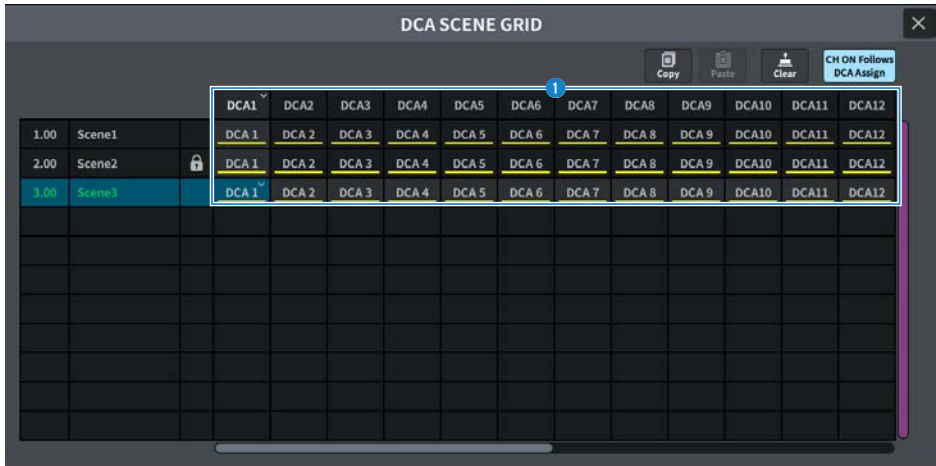 DCA SCENE GRID
Copy Paste Clear CH ON Follows DCA Assign
1
DCA1 DCA2 DCA3 DCA4 DCA5 DCA6 DCA7 DCA8 DCA9 DCA10 DCA11 DCA12
1.00 Scene1 DCA 1 DCA 2 DCA 3 DCA 4 DCA 5 DCA 6 DCA 7 DCA 8 DCA 9 DCA10 DCA11 DCA12
2.00 Scene2 DCA 1 DCA 2 DCA 3 DCA 4 DCA 5 DCA 6 DCA 7 DCA 8 DCA 9 DCA10 DCA11 DCA12
3.00 Scene3 DCA 1 DCA 2 DCA 3 DCA 4 DCA 5 DCA 6 DCA 7 DCA 8 DCA 9 DCA10 DCA11 DCA12